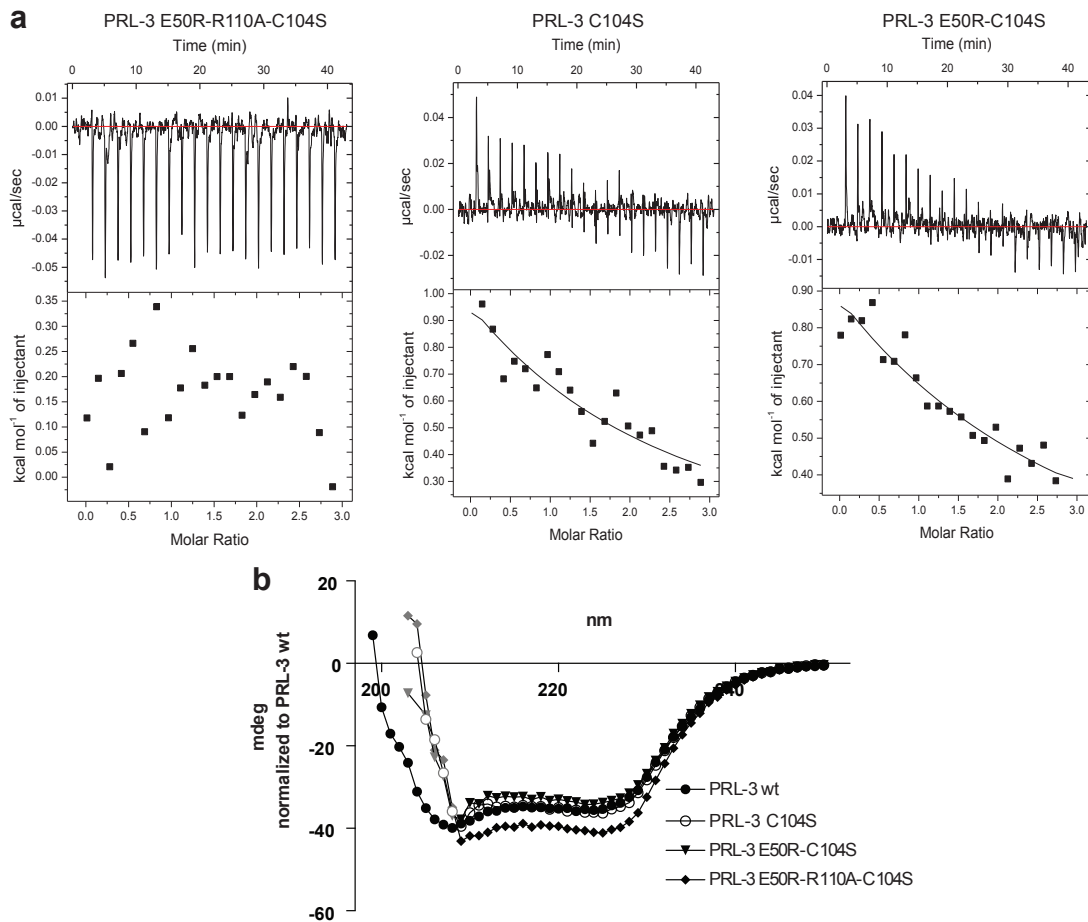 a
PRL-3 E50R-R110A-C104S
Time (min)
0 10 20 30 40
0.01
0.00
-0.01
-0.02
-0.03
-0.04
-0.05
µcal/sec
0.35
0.30
0.25
0.20
0.15
0.10
0.05
0.00
kcal mol⁻¹ of injectant
0.0 0.5 1.0 1.5 2.0 2.5 3.0
Molar Ratio
PRL-3 C104S
Time (min)
0 10 20 30 40
0.04
0.02
0.00
-0.02
µcal/sec
1.00
0.90
0.80
0.70
0.60
0.50
0.40
0.30
kcal mol⁻¹ of injectant
0.0 0.5 1.0 1.5 2.0 2.5 3.0
Molar Ratio
PRL-3 E50R-C104S
Time (min)
0 10 20 30 40
0.04
0.03
0.02
0.01
0.00
-0.01
µcal/sec
0.90
0.80
0.70
0.60
0.50
0.40
kcal mol⁻¹ of injectant
0.0 0.5 1.0 1.5 2.0 2.5 3.0
Molar Ratio
b
20
0
-20
-40
-60
mdeg
normalized to PRL-3 wt
nm
200 220
PRL-3 wt
PRL-3 C104S
PRL-3 E50R-C104S
PRL-3 E50R-R110A-C104S